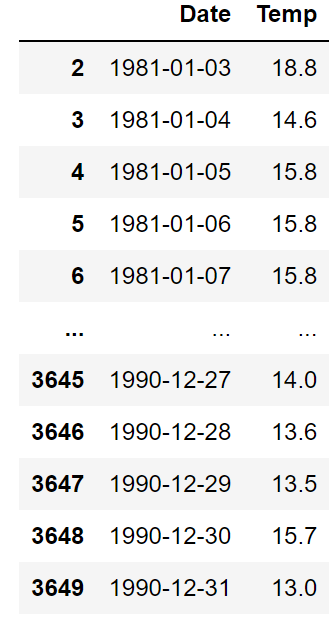 Date Temp
2 1981-01-03 18.8
3 1981-01-04 14.6
4 1981-01-05 15.8
5 1981-01-06 15.8
6 1981-01-07 15.8
... ... ...
3645 1990-12-27 14.0
3646 1990-12-28 13.6
3647 1990-12-29 13.5
3648 1990-12-30 15.7
3649 1990-12-31 13.0